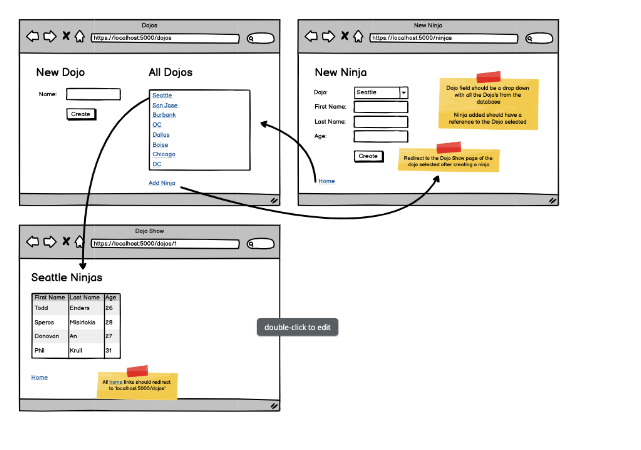 Dojos
https://localhost:5000/dojos
New Dojo
Name:
Create
All Dojos
Seattle
San Jose
Burbank
OC
Dallas
Boise
Chicago
DC
Add Ninja
New Ninja
https://localhost:5000/ninjas
New Ninja
Dojo:
Seattle
First Name:
Last Name:
Age:
Create
Home
Dojo field should be a drop down
with all the Dojo's from the
database
Ninja added should have a
reference to the Dojo selected
Redirect to the Dojo Show page of the
dojo selected after creating a ninja
Dojo Show
https://localhost:5000/dojos/1
Seattle Ninjas
First Name Last Name Age
Todd Enders 26
Speros Misirlakis 28
Donovan An 27
Phil Krull 31
Home
All home links should redirect
to 'localhost:5000/dojos'
double-click to edit